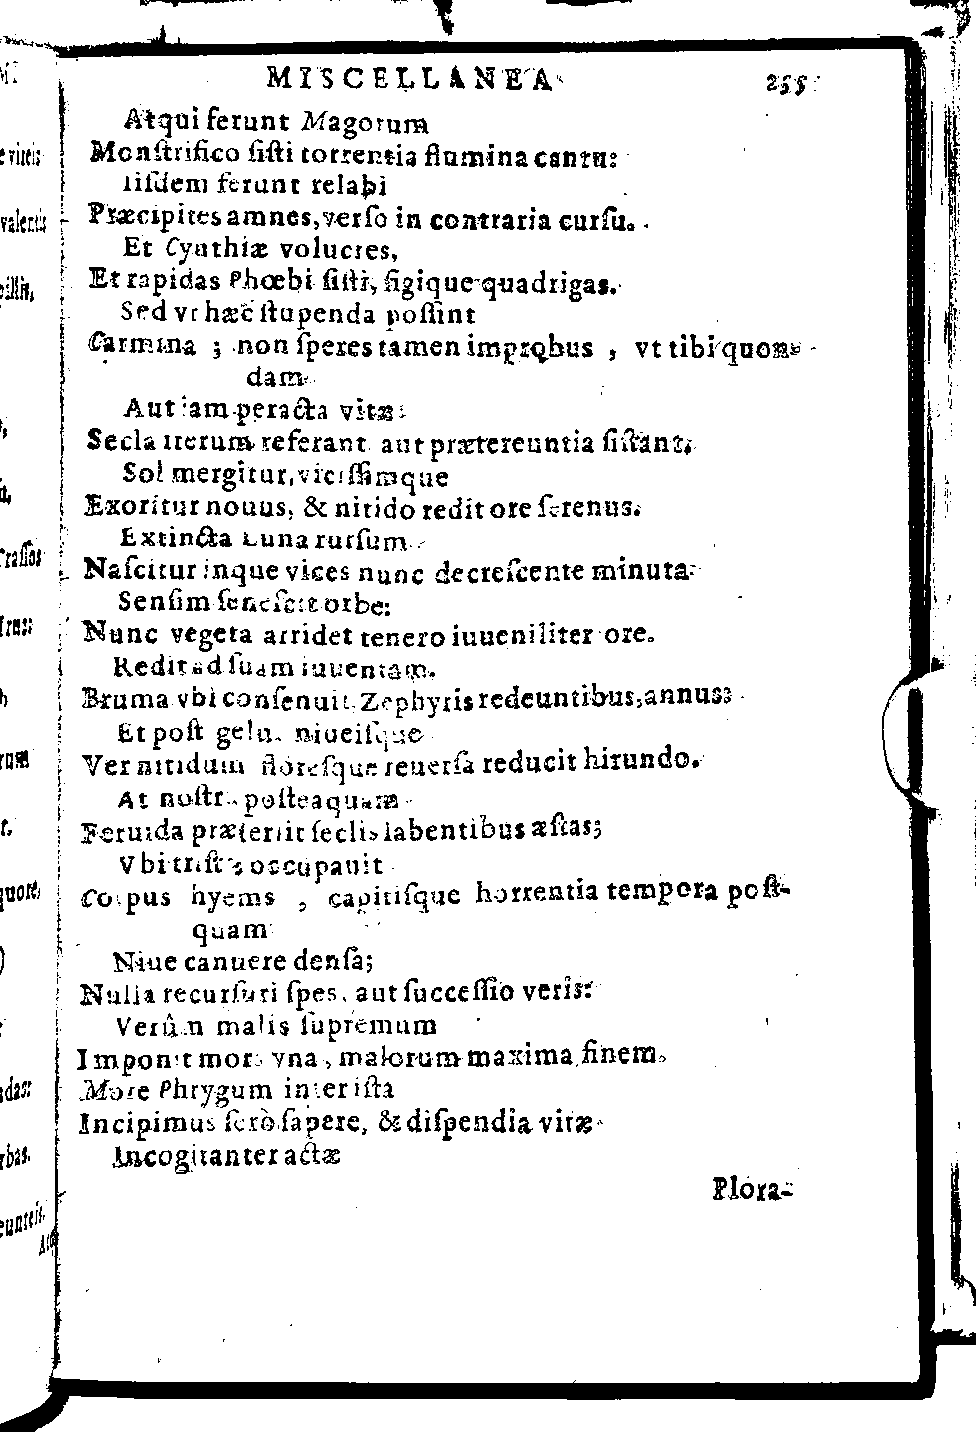 MISCELLANEA 255
Atqui ferunt Magorum
Monſtrifico ſiſti torrentia flumina cantu:
Iiſdem ferunt relabi
Præcipites amnes, verſo in contraria curſu.
Et Cynthiæ volucres,
Et rapidas Phœbi ſiſti, figique quadrigas.
Sed vt hæc ſtupenda poſſint
Carmina ; non ſperes tamen improbus , vt tibi quon-
dam
Aut iam peracta vitæ
Secla iterum referant aut prætereuntia ſiſtant,
Sol mergitur, viciſſimque
Exoritur nouus, & nitido redit ore ſerenus.
Extincta Luna rurſum
Naſcitur inque vices nunc decreſcente minuta
Senſim ſeneſcit orbe:
Nunc vegeta arridet tenero iuueniliter ore.
Redit ad ſuam iuuentam.
Bruma vbi conſenuit, Zephyris redeuntibus, annus:
Et poſt gelu, niueiſque
Ver nitidum floreſque reuerſa reducit hirundo.
At noſtra poſteaquam
Feruida præteriit ſeclis labentibus æſtas;
Vbi triſtis occupauit
Corpus hyems , capitiſque horrentia tempora poſt-
quam
Niue canuere denſa;
Nulla recurſuri ſpes, aut ſucceſſio veris:
Verùm malis ſupremum
Imponit mors vna, malorum maxima, finem.
More Phrygum inter iſta
Incipimus ſerò ſapere, & diſpendia vitæ
Incogitanter actæ
Plora-